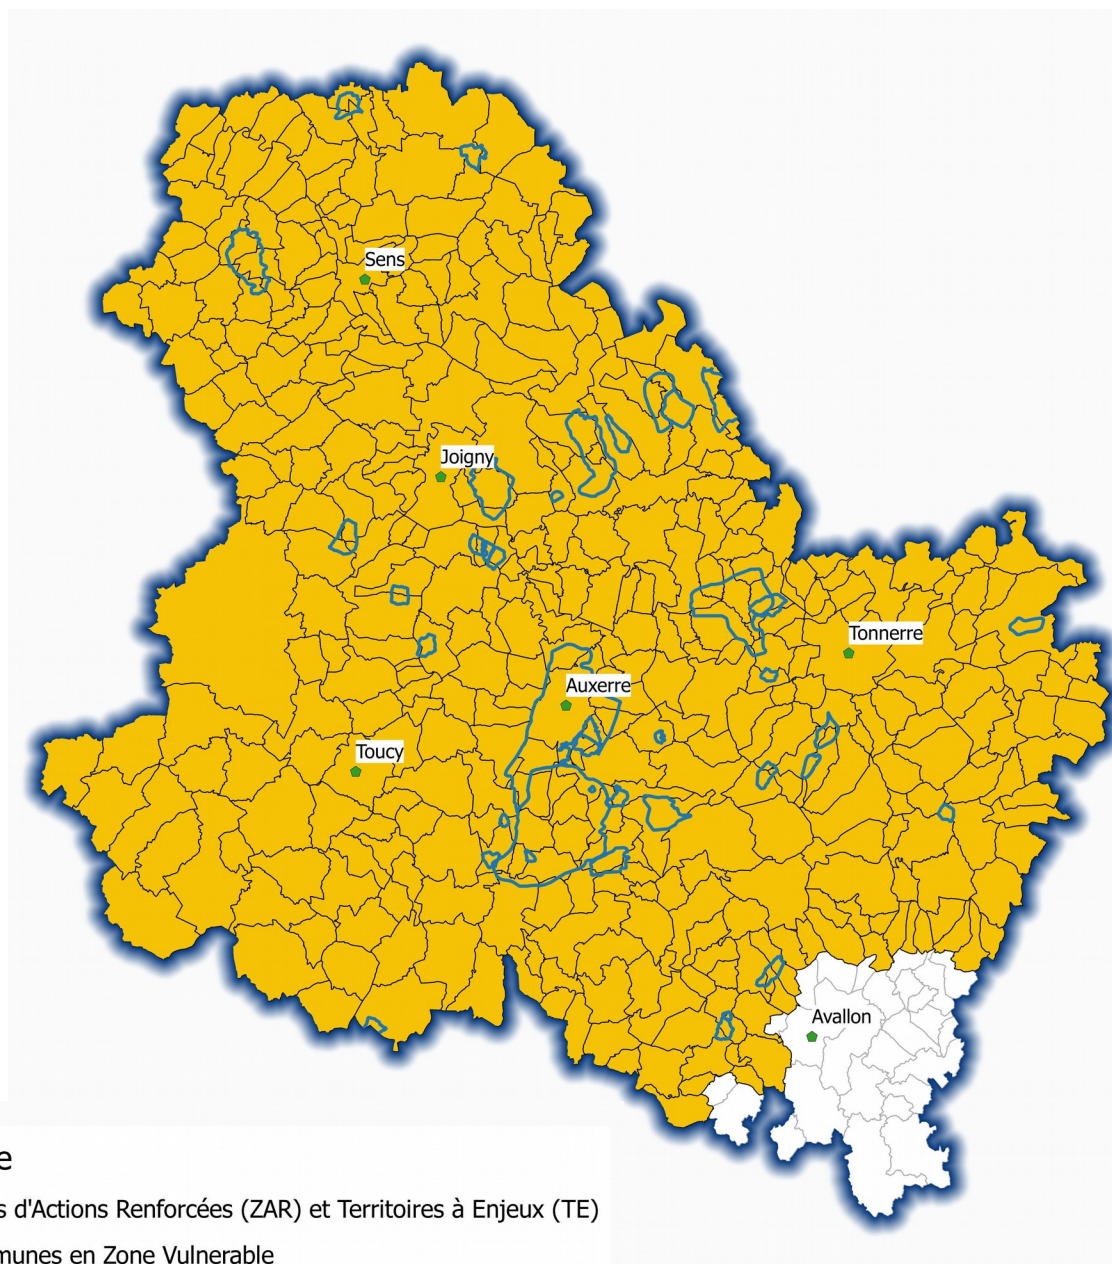 Sens
Joigny
Tonnerre
Auxerre
Toucy
Avallon
e
s d'Actions Renforcées (ZAR) et Territoires à Enjeux (TE)
munes en Zone Vulnerable